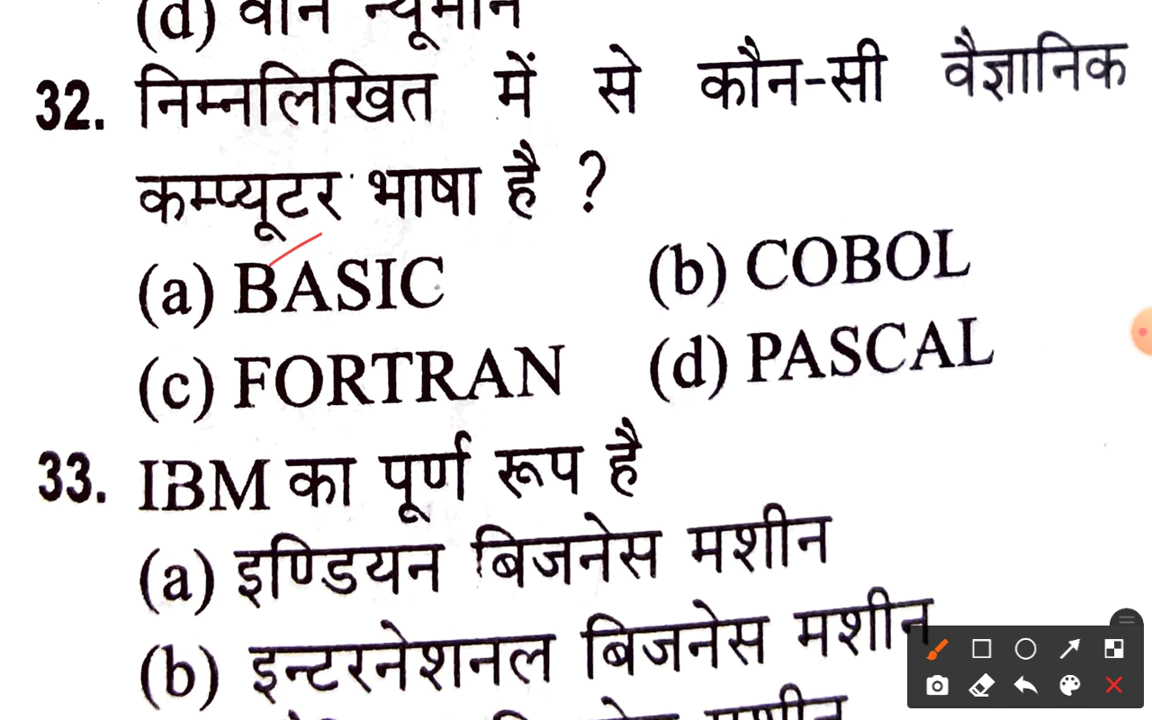 (d) वॉन न्यूमान
32. निम्नलिखित में से कौन-सी वैज्ञानिक
कम्प्यूटर भाषा है ?
(a) BASIC (b) COBOL
(c) FORTRAN (d) PASCAL
33. IBM का पूर्ण रूप है
(a) इण्डियन बिजनेस मशीन
(b) इन्टरनेशनल बिजनेस मशीन